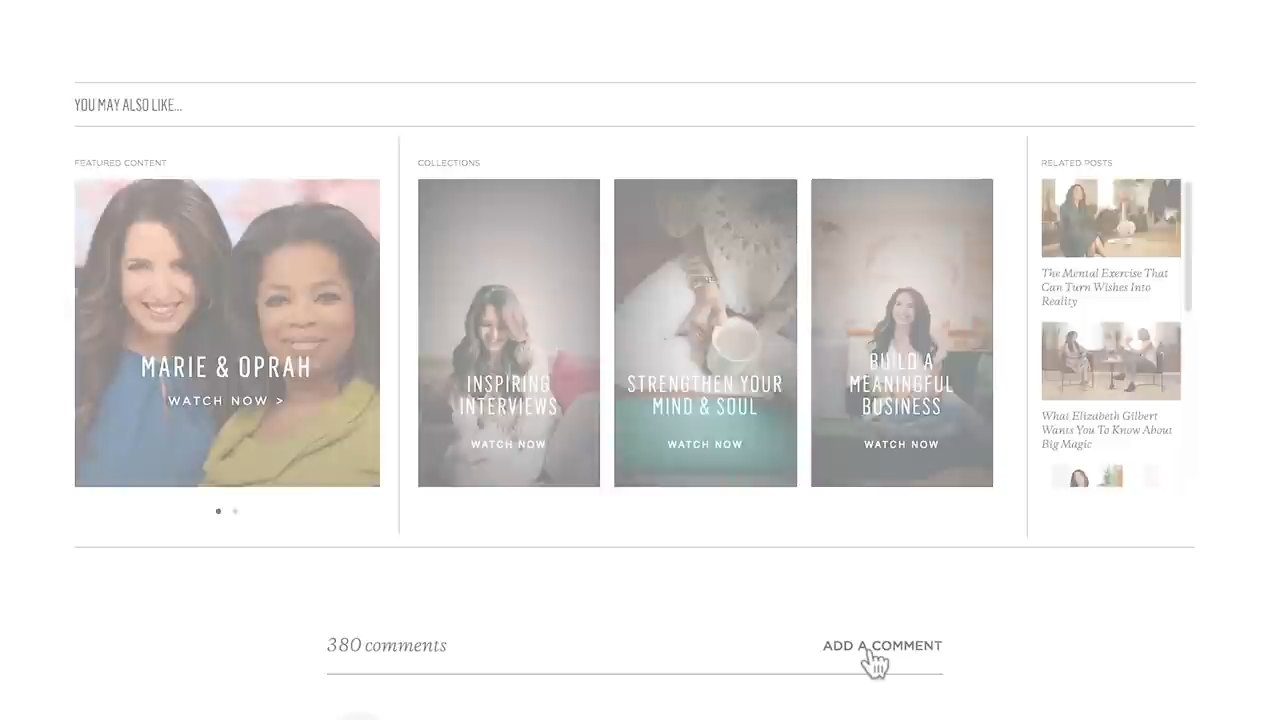 YOU MAY ALSO LIKE...
FEATURED CONTENT
MARIE & OPRAH
WATCH NOW >
COLLECTIONS
INSPIRING
INTERVIEWS
WATCH NOW
STRENGTHEN YOUR
MIND & SOUL
WATCH NOW
BUILD A
MEANINGFUL
BUSINESS
WATCH NOW
RELATED POSTS
The Mental Exercise That
Can Turn Wishes Into
Reality
What Elizabeth Gilbert
Wants You To Know About
Big Magic
380 comments
ADD A COMMENT